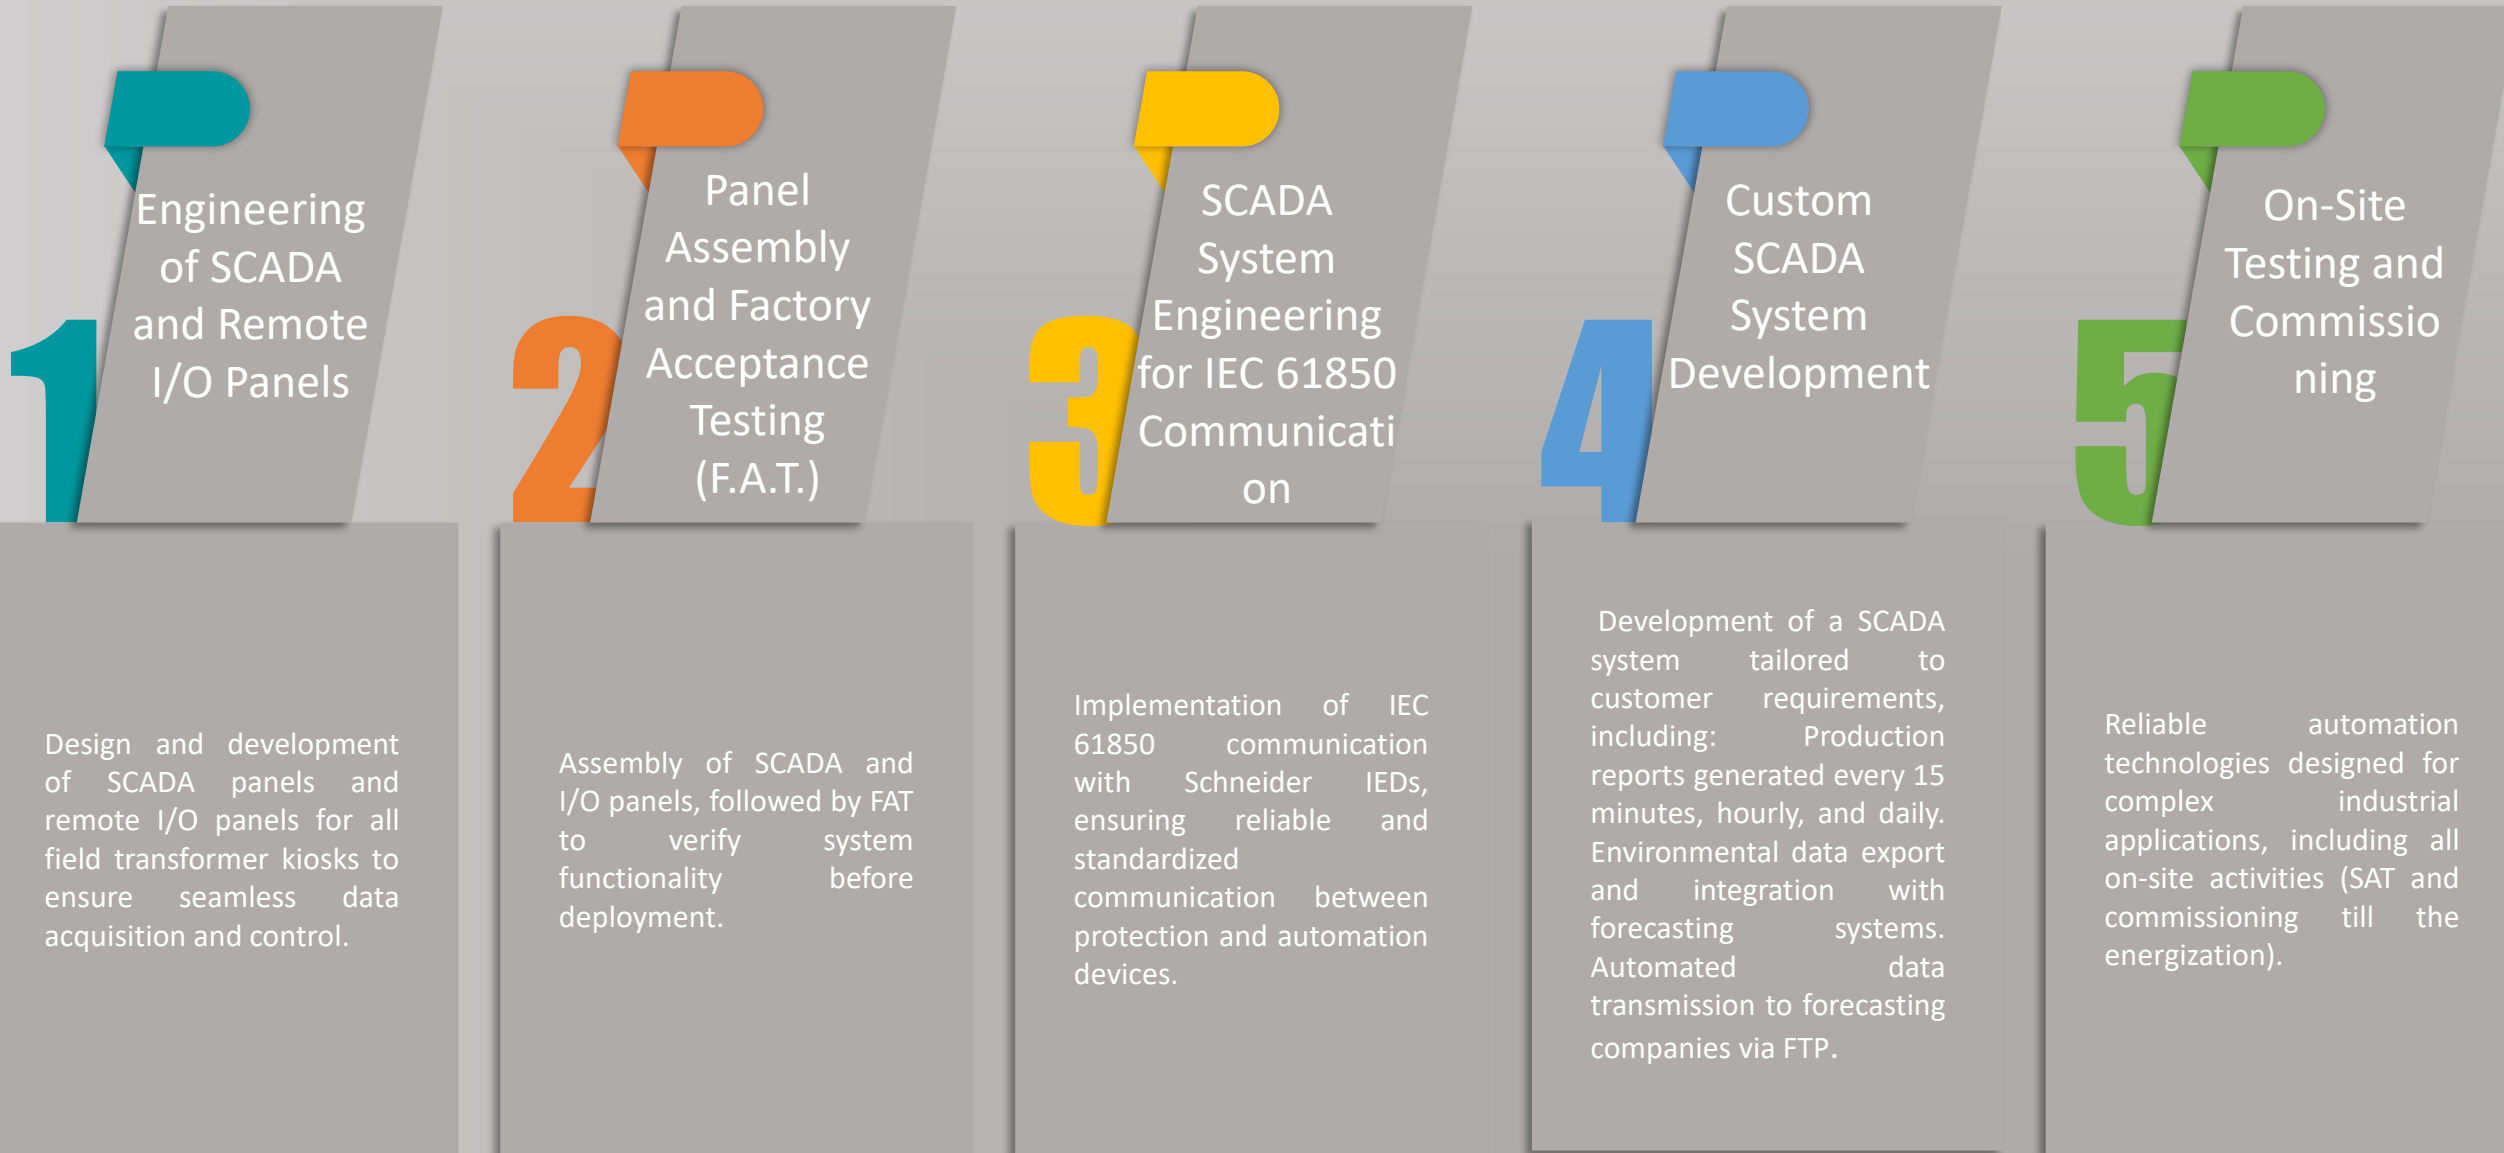 1
Engineering
of SCADA
and Remote
I/O Panels
Design and development
of SCADA panels and
remote I/O panels for all
field transformer kiosks to
ensure seamless data
acquisition and control.
2
Panel
Assembly
and Factory
Acceptance
Testing
(F.A.T.)
Assembly of SCADA and
I/O panels, followed by FAT
to verify system
functionality before
deployment.
3
SCADA
System
Engineering
for IEC 61850
Communicati
on
Implementation of IEC
61850 communication
with Schneider IEDs,
ensuring reliable and
standardized
communication between
protection and automation
devices.
4
Custom
SCADA
System
Development
Development of a SCADA
system tailored to
customer requirements,
including: Production
reports generated every 15
minutes, hourly, and daily.
Environmental data export
and integration with
forecasting systems.
Automated data
transmission to forecasting
companies via FTP.
5
On-Site
Testing and
Commissio
ning
Reliable automation
technologies designed for
complex industrial
applications, including all
on-site activities (SAT and
commissioning till the
energization).